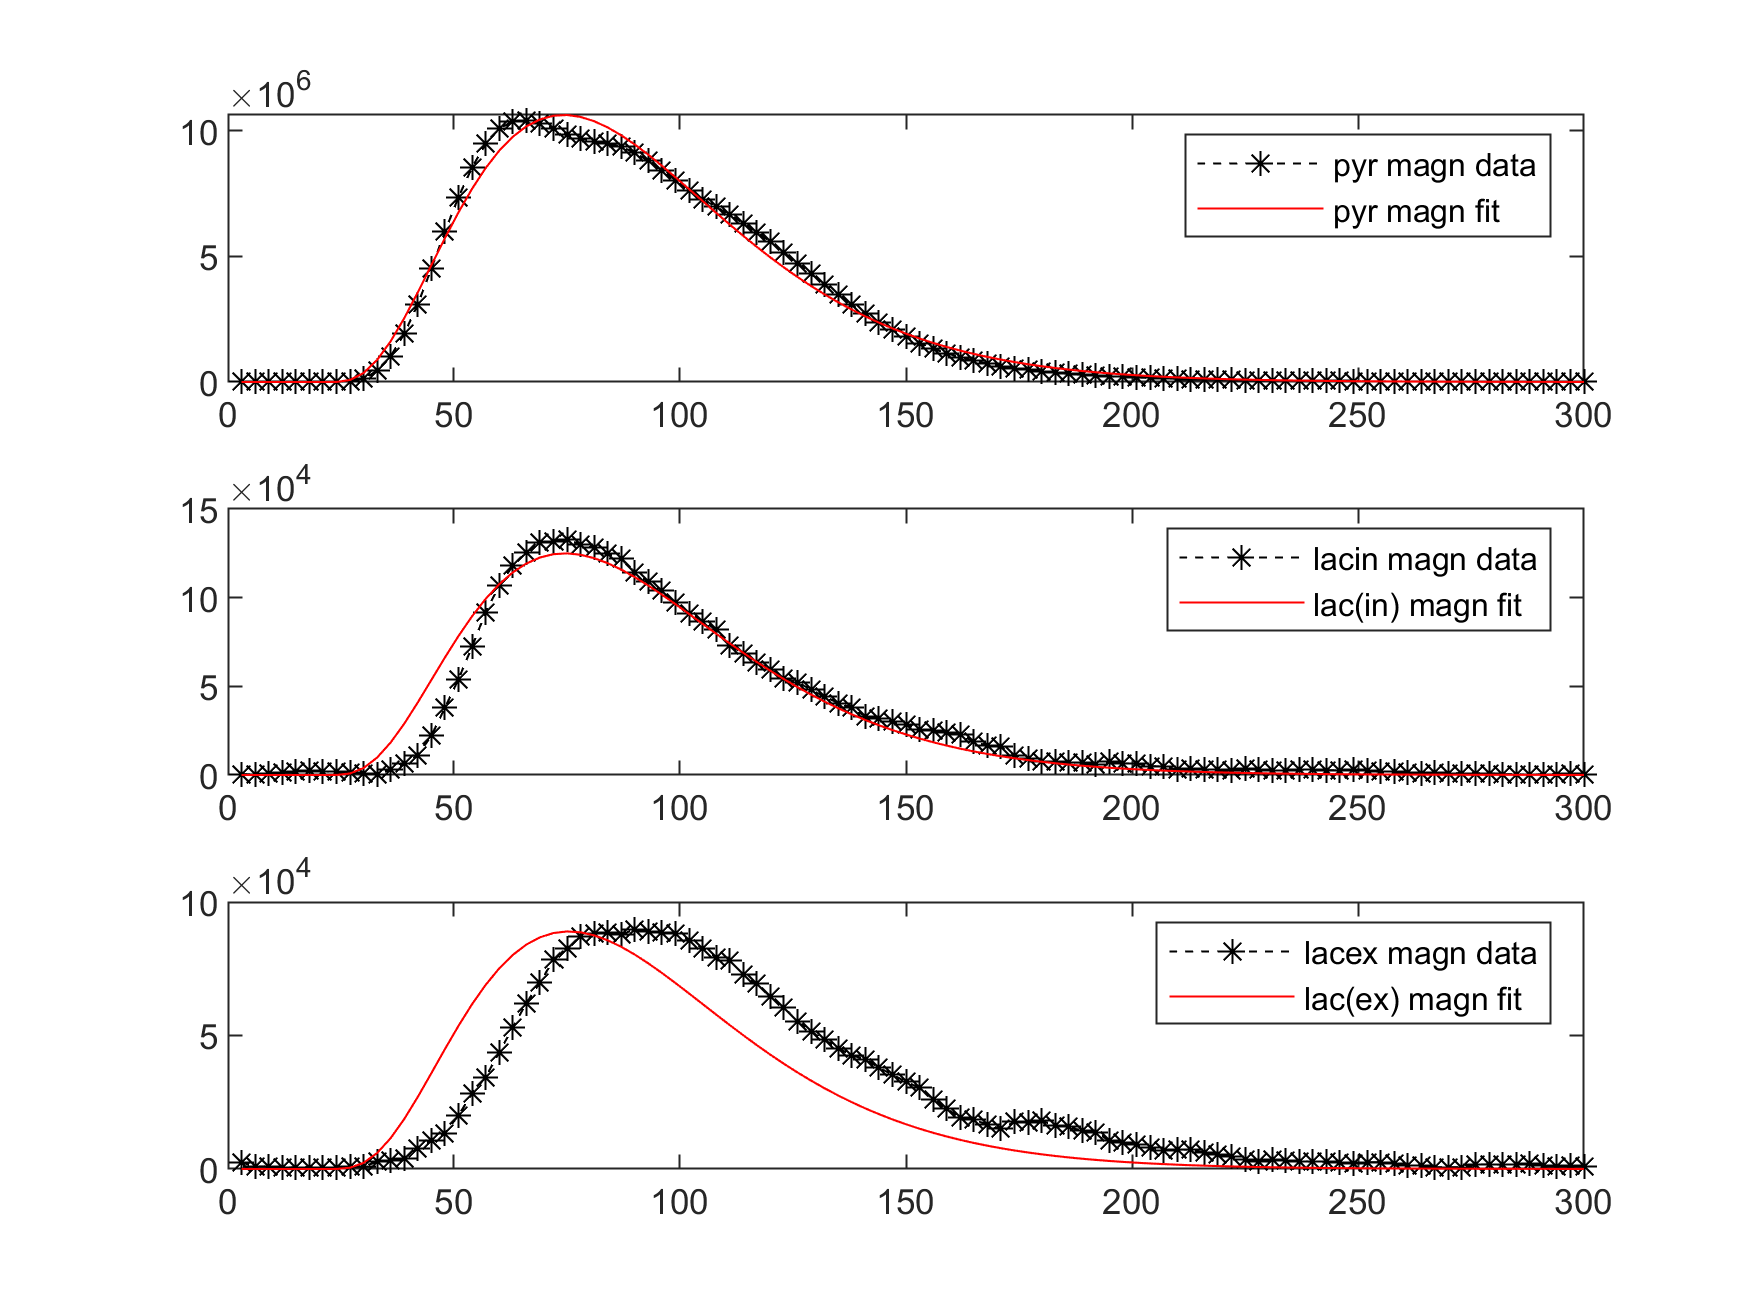 ×10^6
10
5
0
0 50 100 150 200 250 300
pyr magn data
pyr magn fit
×10^4
15
10
5
0
0 50 100 150 200 250 300
lacin magn data
lac(in) magn fit
×10^4
10
5
0
0 50 100 150 200 250 300
lacex magn data
lac(ex) magn fit